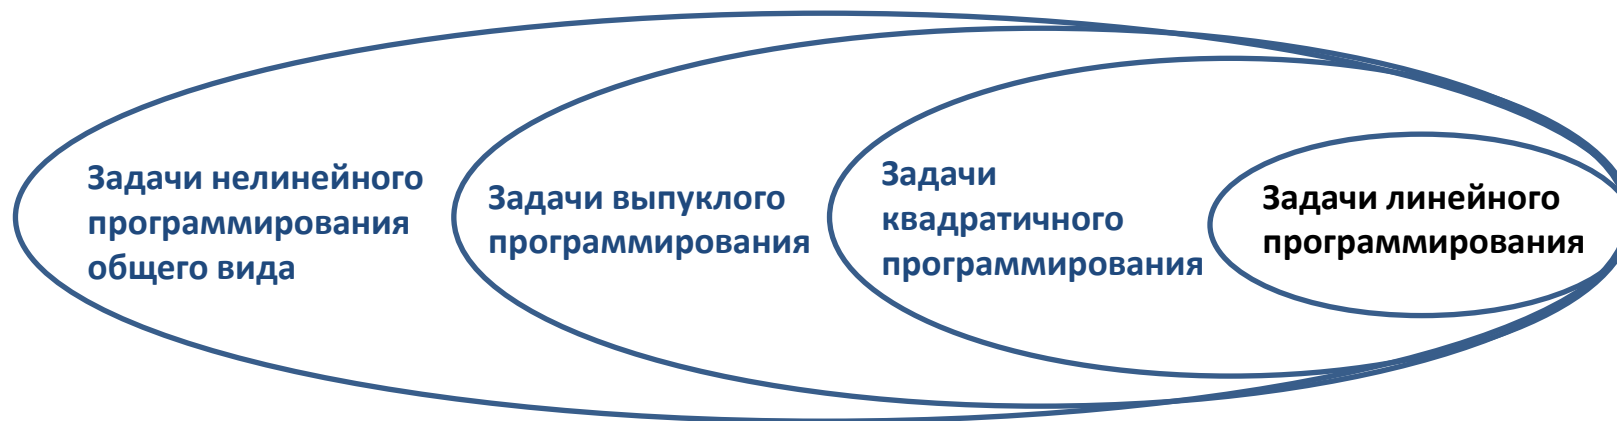 Задачи нелинейного
программирования
общего вида
Задачи выпуклого
программирования
Задачи
квадратичного
программирования
Задачи линейного
программирования